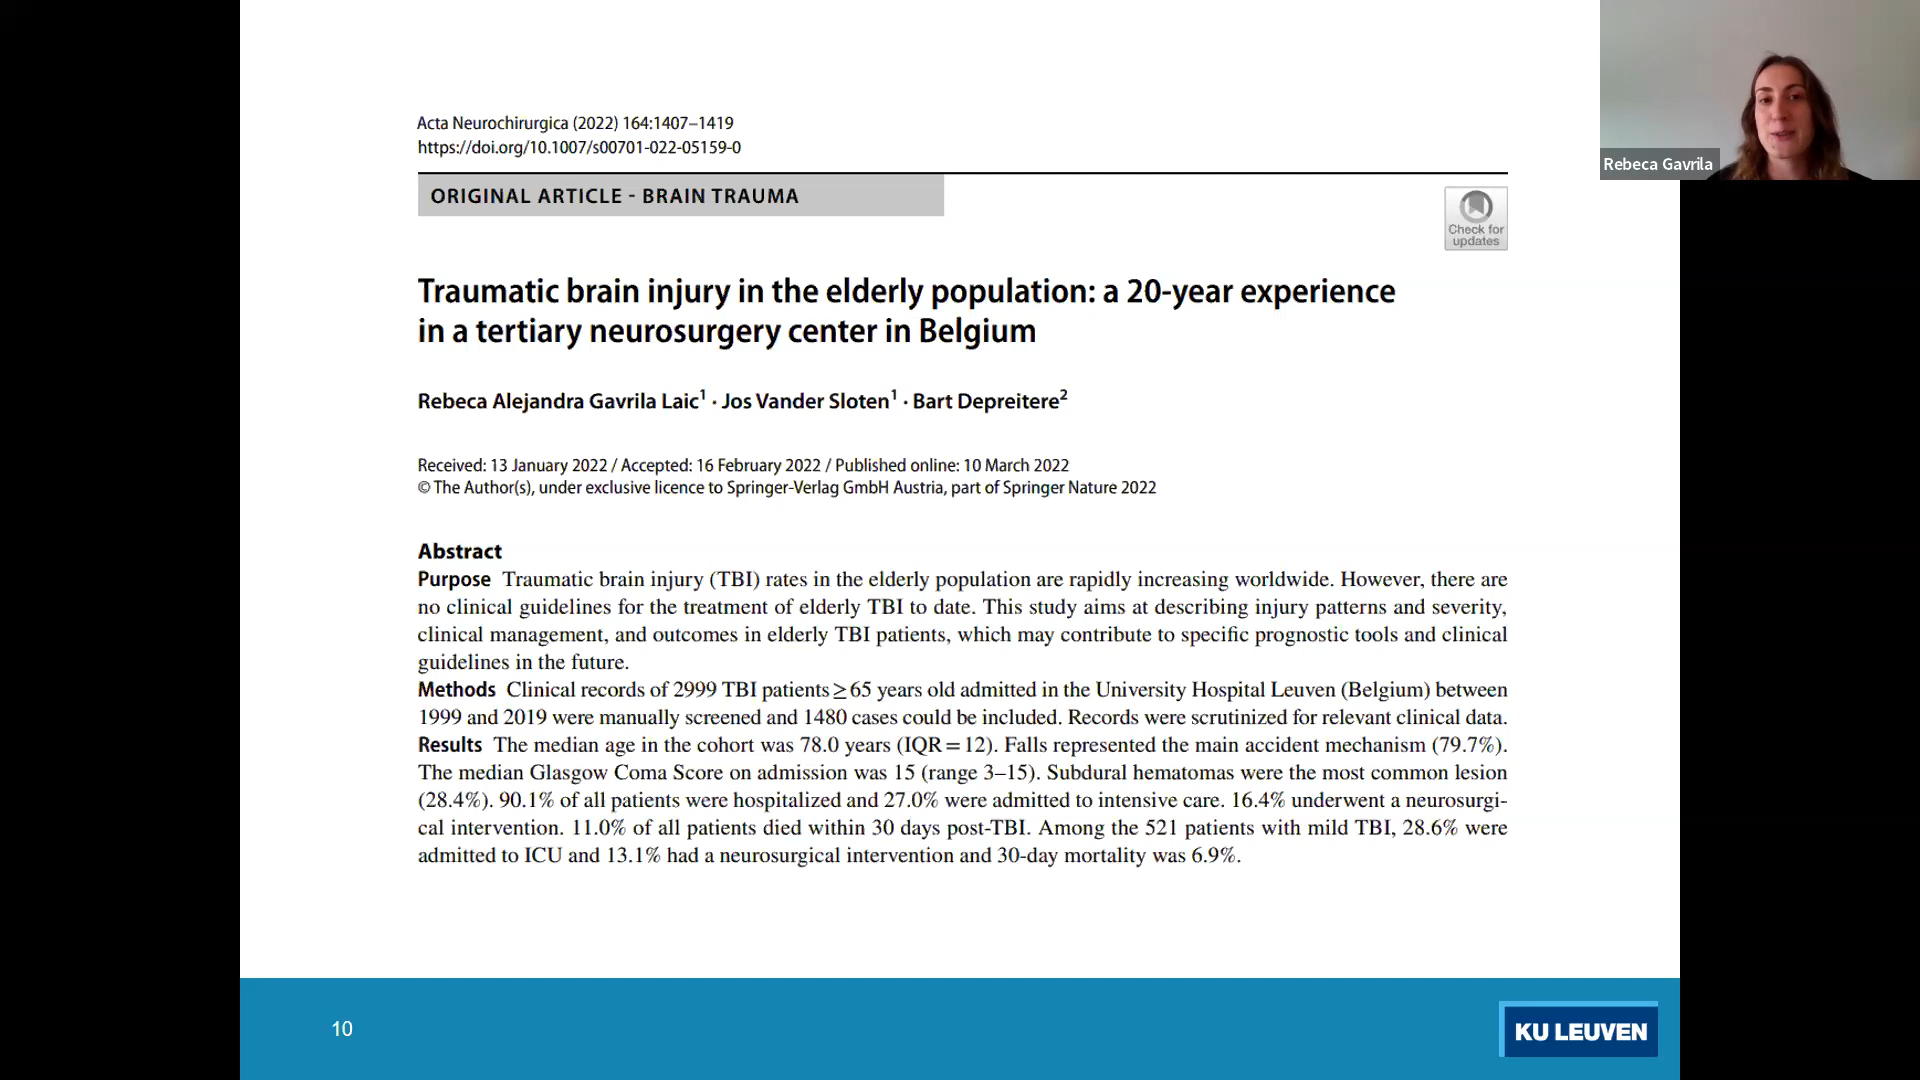 Acta Neurochirurgica (2022) 164:1407–1419
https://doi.org/10.1007/s00701-022-05159-0
ORIGINAL ARTICLE - BRAIN TRAUMA
Check for
updates
Traumatic brain injury in the elderly population: a 20-year experience
in a tertiary neurosurgery center in Belgium
Rebeca Alejandra Gavrila Laic1 · Jos Vander Sloten1 · Bart Depreitere2
Received: 13 January 2022 / Accepted: 16 February 2022 / Published online: 10 March 2022
© The Author(s), under exclusive licence to Springer-Verlag GmbH Austria, part of Springer Nature 2022
Abstract
Purpose Traumatic brain injury (TBI) rates in the elderly population are rapidly increasing worldwide. However, there are
no clinical guidelines for the treatment of elderly TBI to date. This study aims at describing injury patterns and severity,
clinical management, and outcomes in elderly TBI patients, which may contribute to specific prognostic tools and clinical
guidelines in the future.
Methods Clinical records of 2999 TBI patients ≥ 65 years old admitted in the University Hospital Leuven (Belgium) between
1999 and 2019 were manually screened and 1480 cases could be included. Records were scrutinized for relevant clinical data.
Results The median age in the cohort was 78.0 years (IQR = 12). Falls represented the main accident mechanism (79.7%).
The median Glasgow Coma Score on admission was 15 (range 3–15). Subdural hematomas were the most common lesion
(28.4%). 90.1% of all patients were hospitalized and 27.0% were admitted to intensive care. 16.4% underwent a neurosurgi-
cal intervention. 11.0% of all patients died within 30 days post-TBI. Among the 521 patients with mild TBI, 28.6% were
admitted to ICU and 13.1% had a neurosurgical intervention and 30-day mortality was 6.9%.
10
KU LEUVEN
Rebeca Gavrila